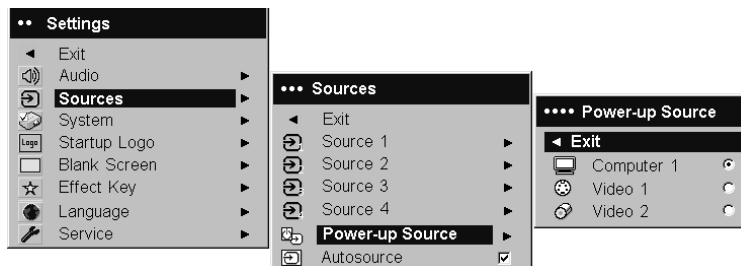 •• Settings
Exit
Audio
Sources
System
Logo Startup Logo
Blank Screen
Effect Key
Language
Service
••• Sources
Exit
Source 1
Source 2
Source 3
Source 4
Power-up Source
Autosource
•••• Power-up Source
Exit
Computer 1
Video 1
Video 2